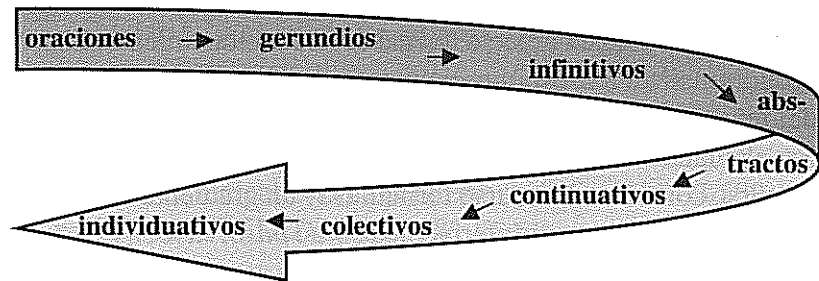 oraciones → gerundios → infinitivos → abs-
tractos → continuativos → colectivos → individuativos